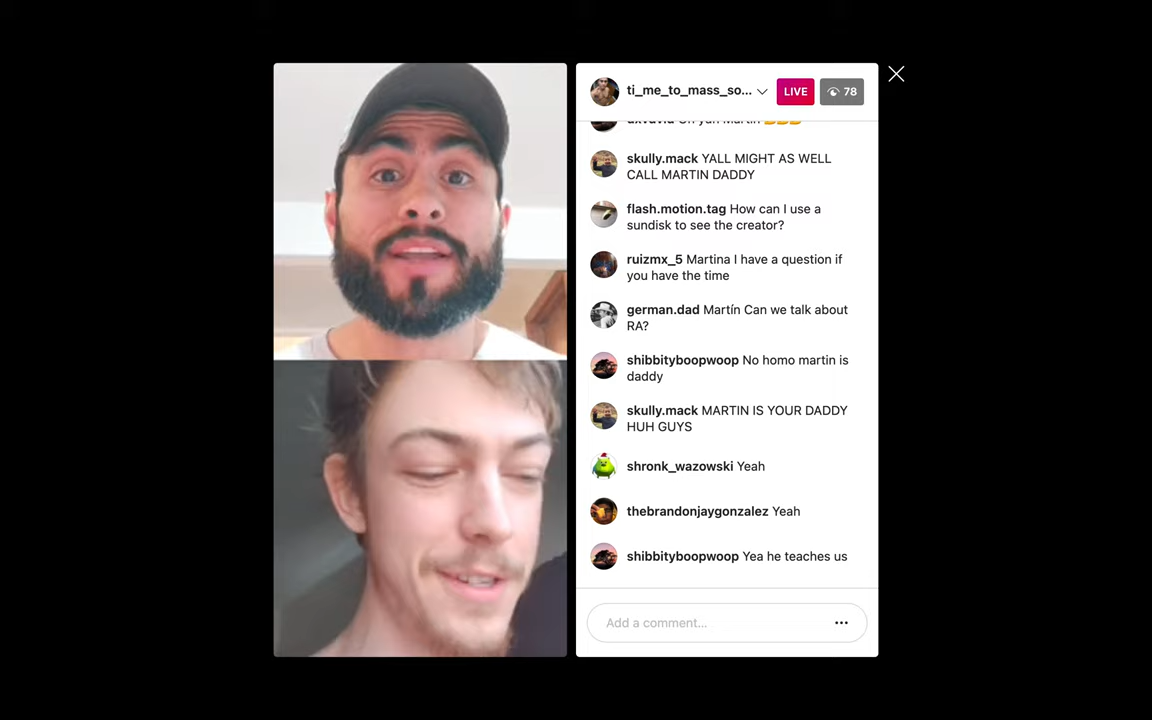 ti_me_to_mass_so...
LIVE
78
skully.mack YALL MIGHT AS WELL
CALL MARTIN DADDY
flash.motion.tag How can I use a
sundisk to see the creator?
ruizmx_5 Martina I have a question if
you have the time
german.dad Martín Can we talk about
RA?
shibbityboopwoop No homo martin is
daddy
skully.mack MARTIN IS YOUR DADDY
HUH GUYS
shronk_wazowski Yeah
thebrandonjaygonzalez Yeah
shibbityboopwoop Yea he teaches us
Add a comment...